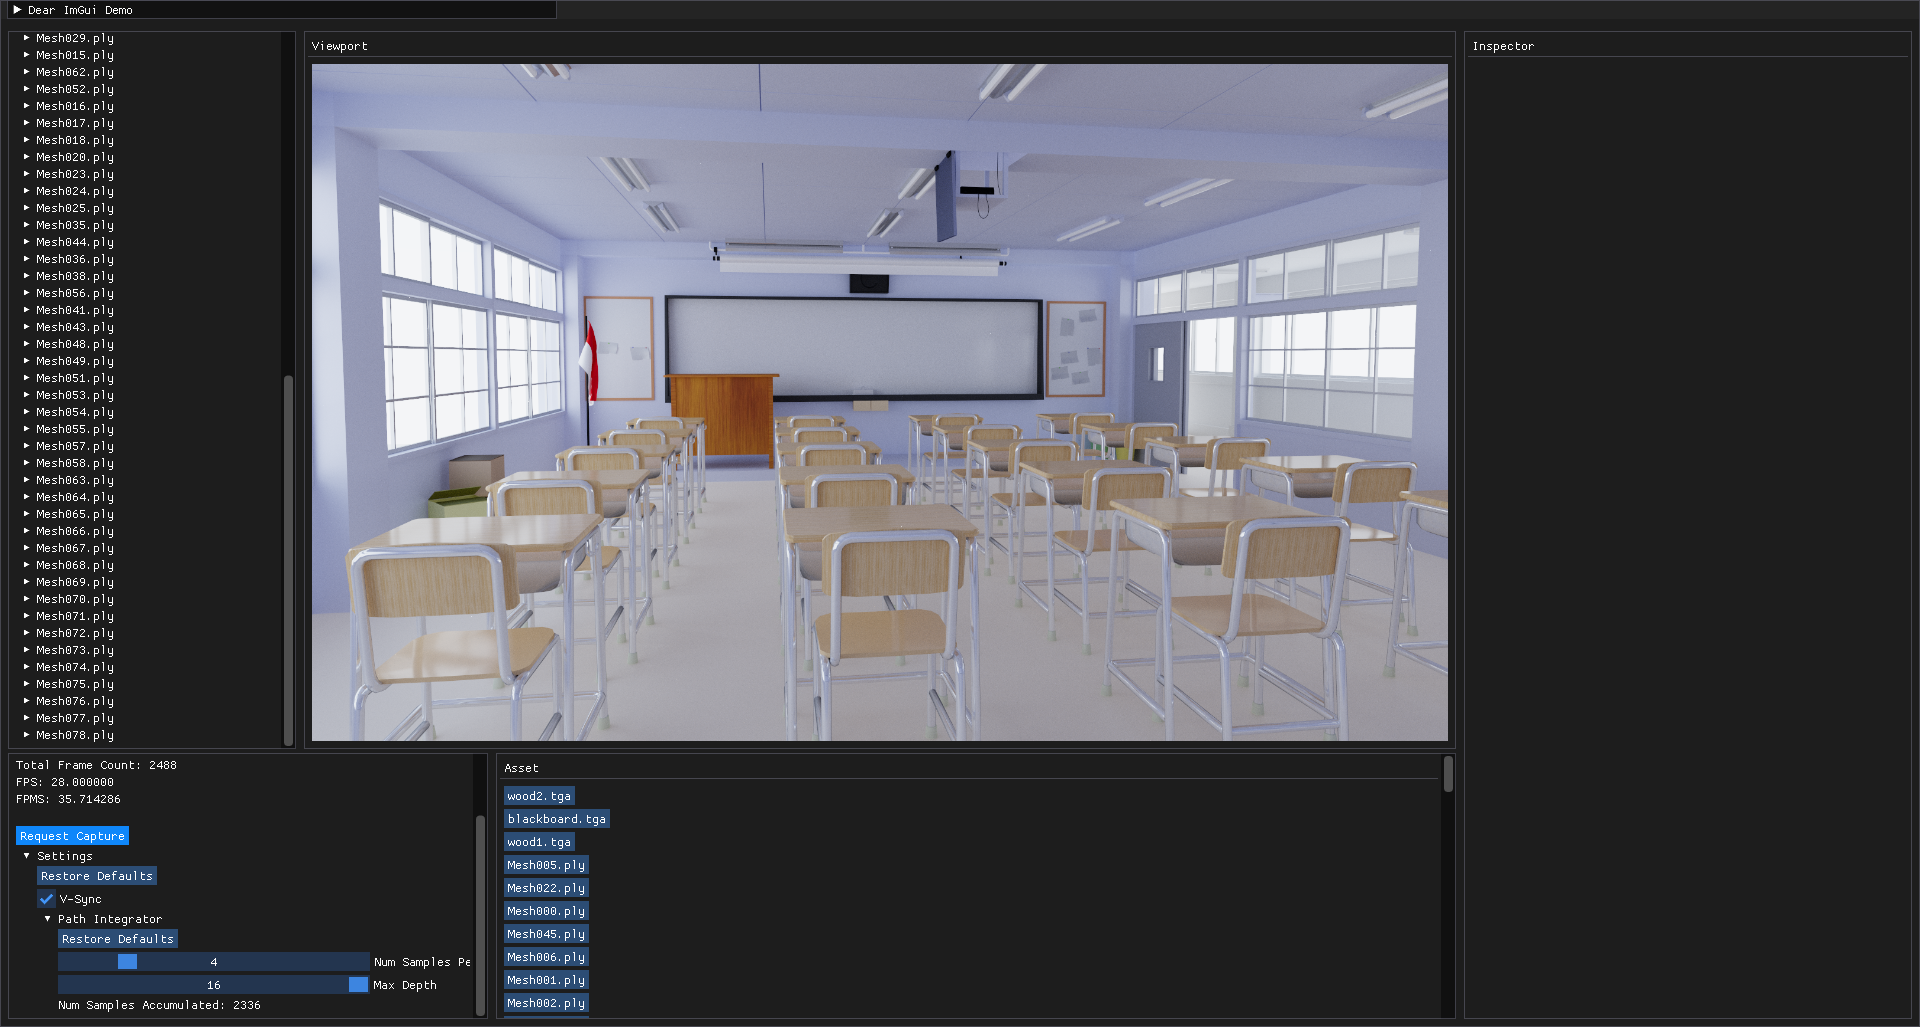 Dear ImGui Demo
Mesh029.ply
Mesh015.ply
Mesh062.ply
Mesh052.ply
Mesh016.ply
Mesh017.ply
Mesh018.ply
Mesh020.ply
Mesh023.ply
Mesh024.ply
Mesh025.ply
Mesh035.ply
Mesh044.ply
Mesh036.ply
Mesh038.ply
Mesh056.ply
Mesh041.ply
Mesh043.ply
Mesh048.ply
Mesh049.ply
Mesh051.ply
Mesh053.ply
Mesh054.ply
Mesh055.ply
Mesh057.ply
Mesh058.ply
Mesh063.ply
Mesh064.ply
Mesh065.ply
Mesh066.ply
Mesh067.ply
Mesh068.ply
Mesh069.ply
Mesh070.ply
Mesh071.ply
Mesh072.ply
Mesh073.ply
Mesh074.ply
Mesh075.ply
Mesh076.ply
Mesh077.ply
Mesh078.ply
Viewport
Inspector
Total Frame Count: 2488
FPS: 28.000000
FPMS: 35.714286
Request Capture
Settings
Restore Defaults
V-Sync
Path Integrator
Restore Defaults
4 Num Samples Pe
16 Max Depth
Num Samples Accumulated: 2336
Asset
wood2.tga
blackboard.tga
wood1.tga
Mesh005.ply
Mesh022.ply
Mesh000.ply
Mesh045.ply
Mesh006.ply
Mesh001.ply
Mesh002.ply